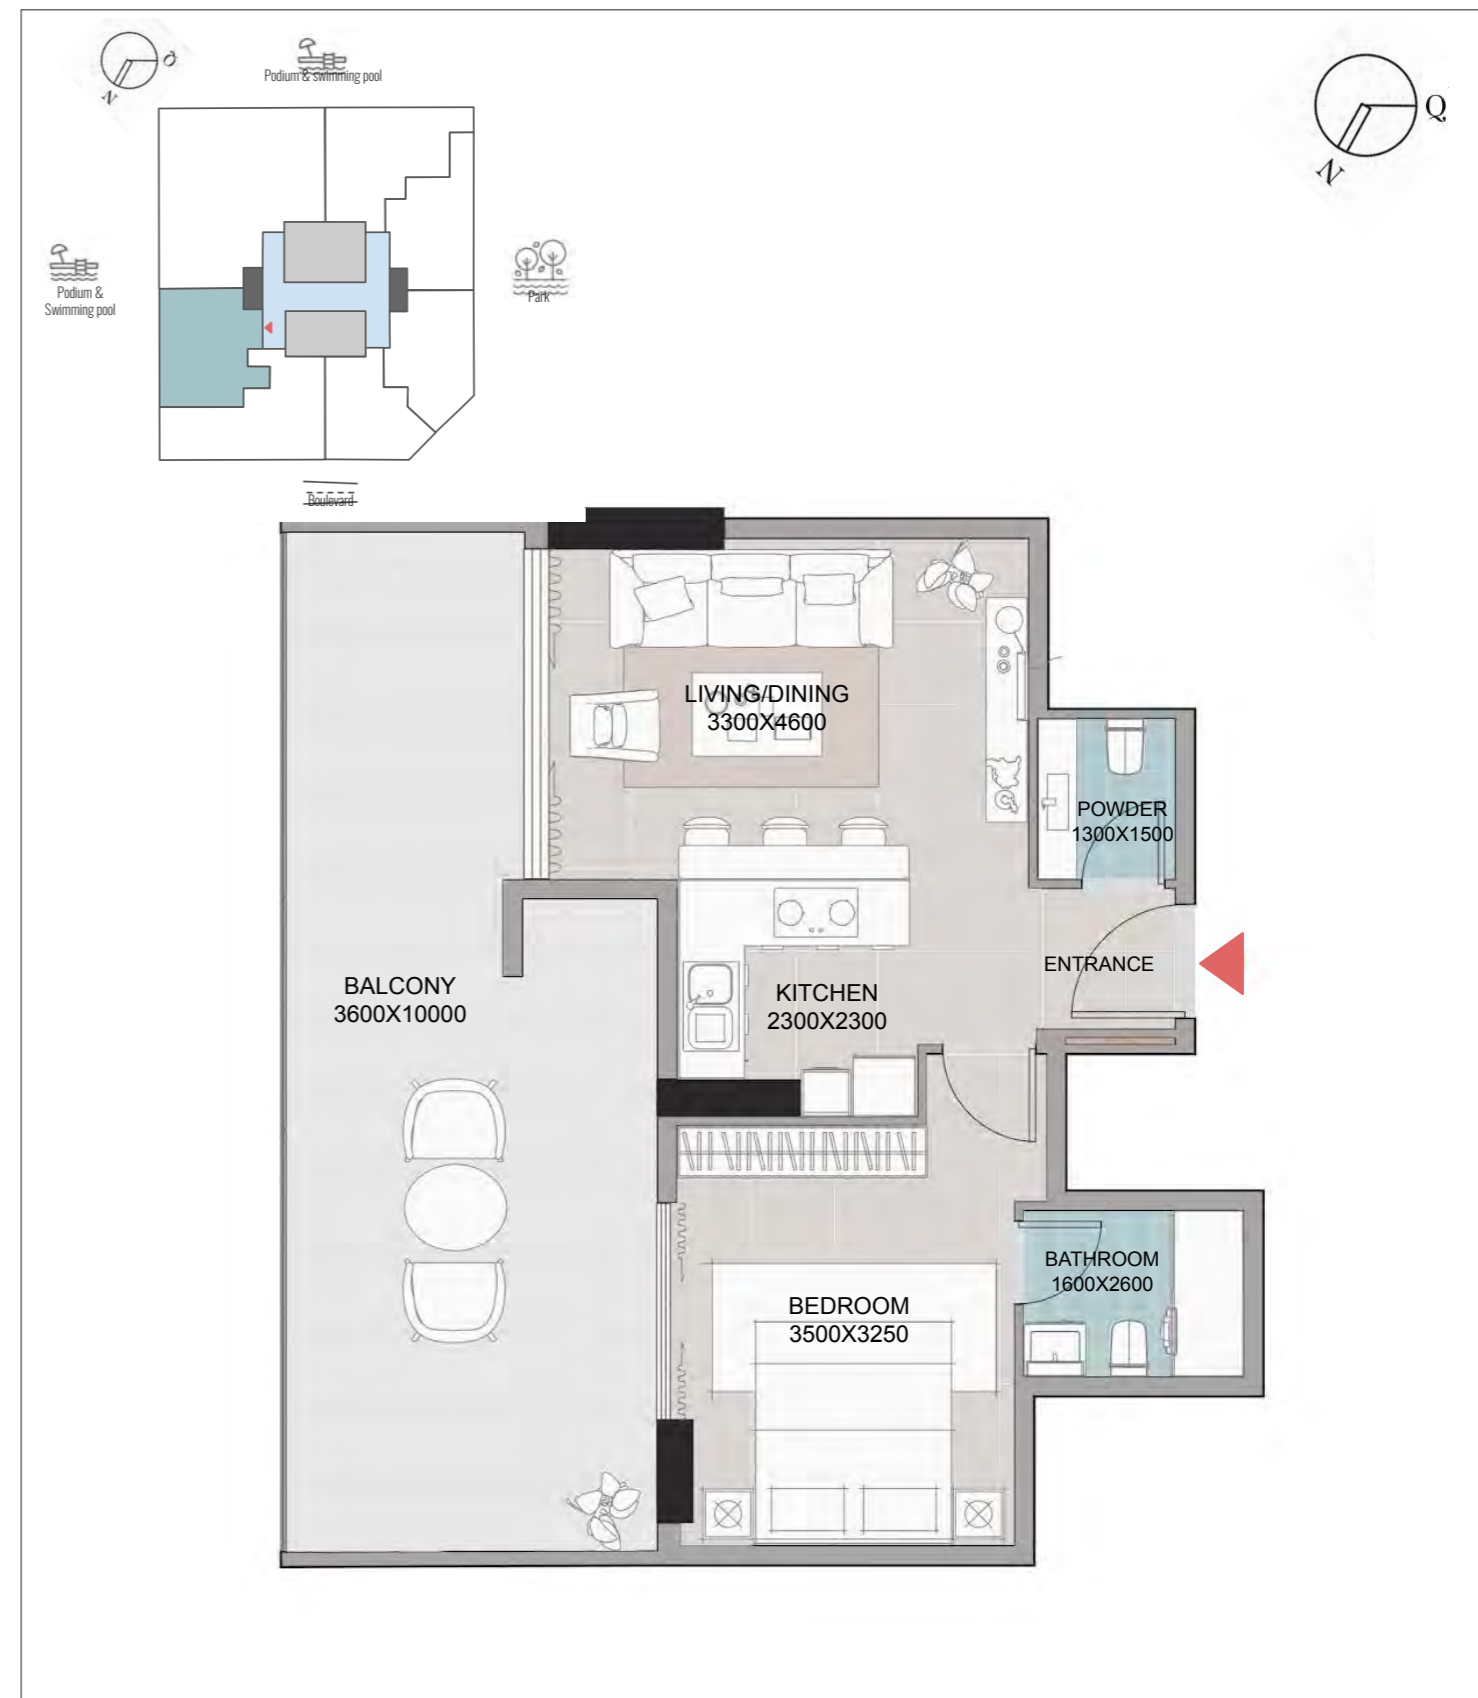 N
Q
Podium & swimming pool
N
Q
Podium &
Swimming pool
Park
Boulevard
LIVING/DINING
3300X4600
POWDER
1300X1500
ENTRANCE
BALCONY
3600X10000
KITCHEN
2300X2300
BATHROOM
1600X2600
BEDROOM
3500X3250